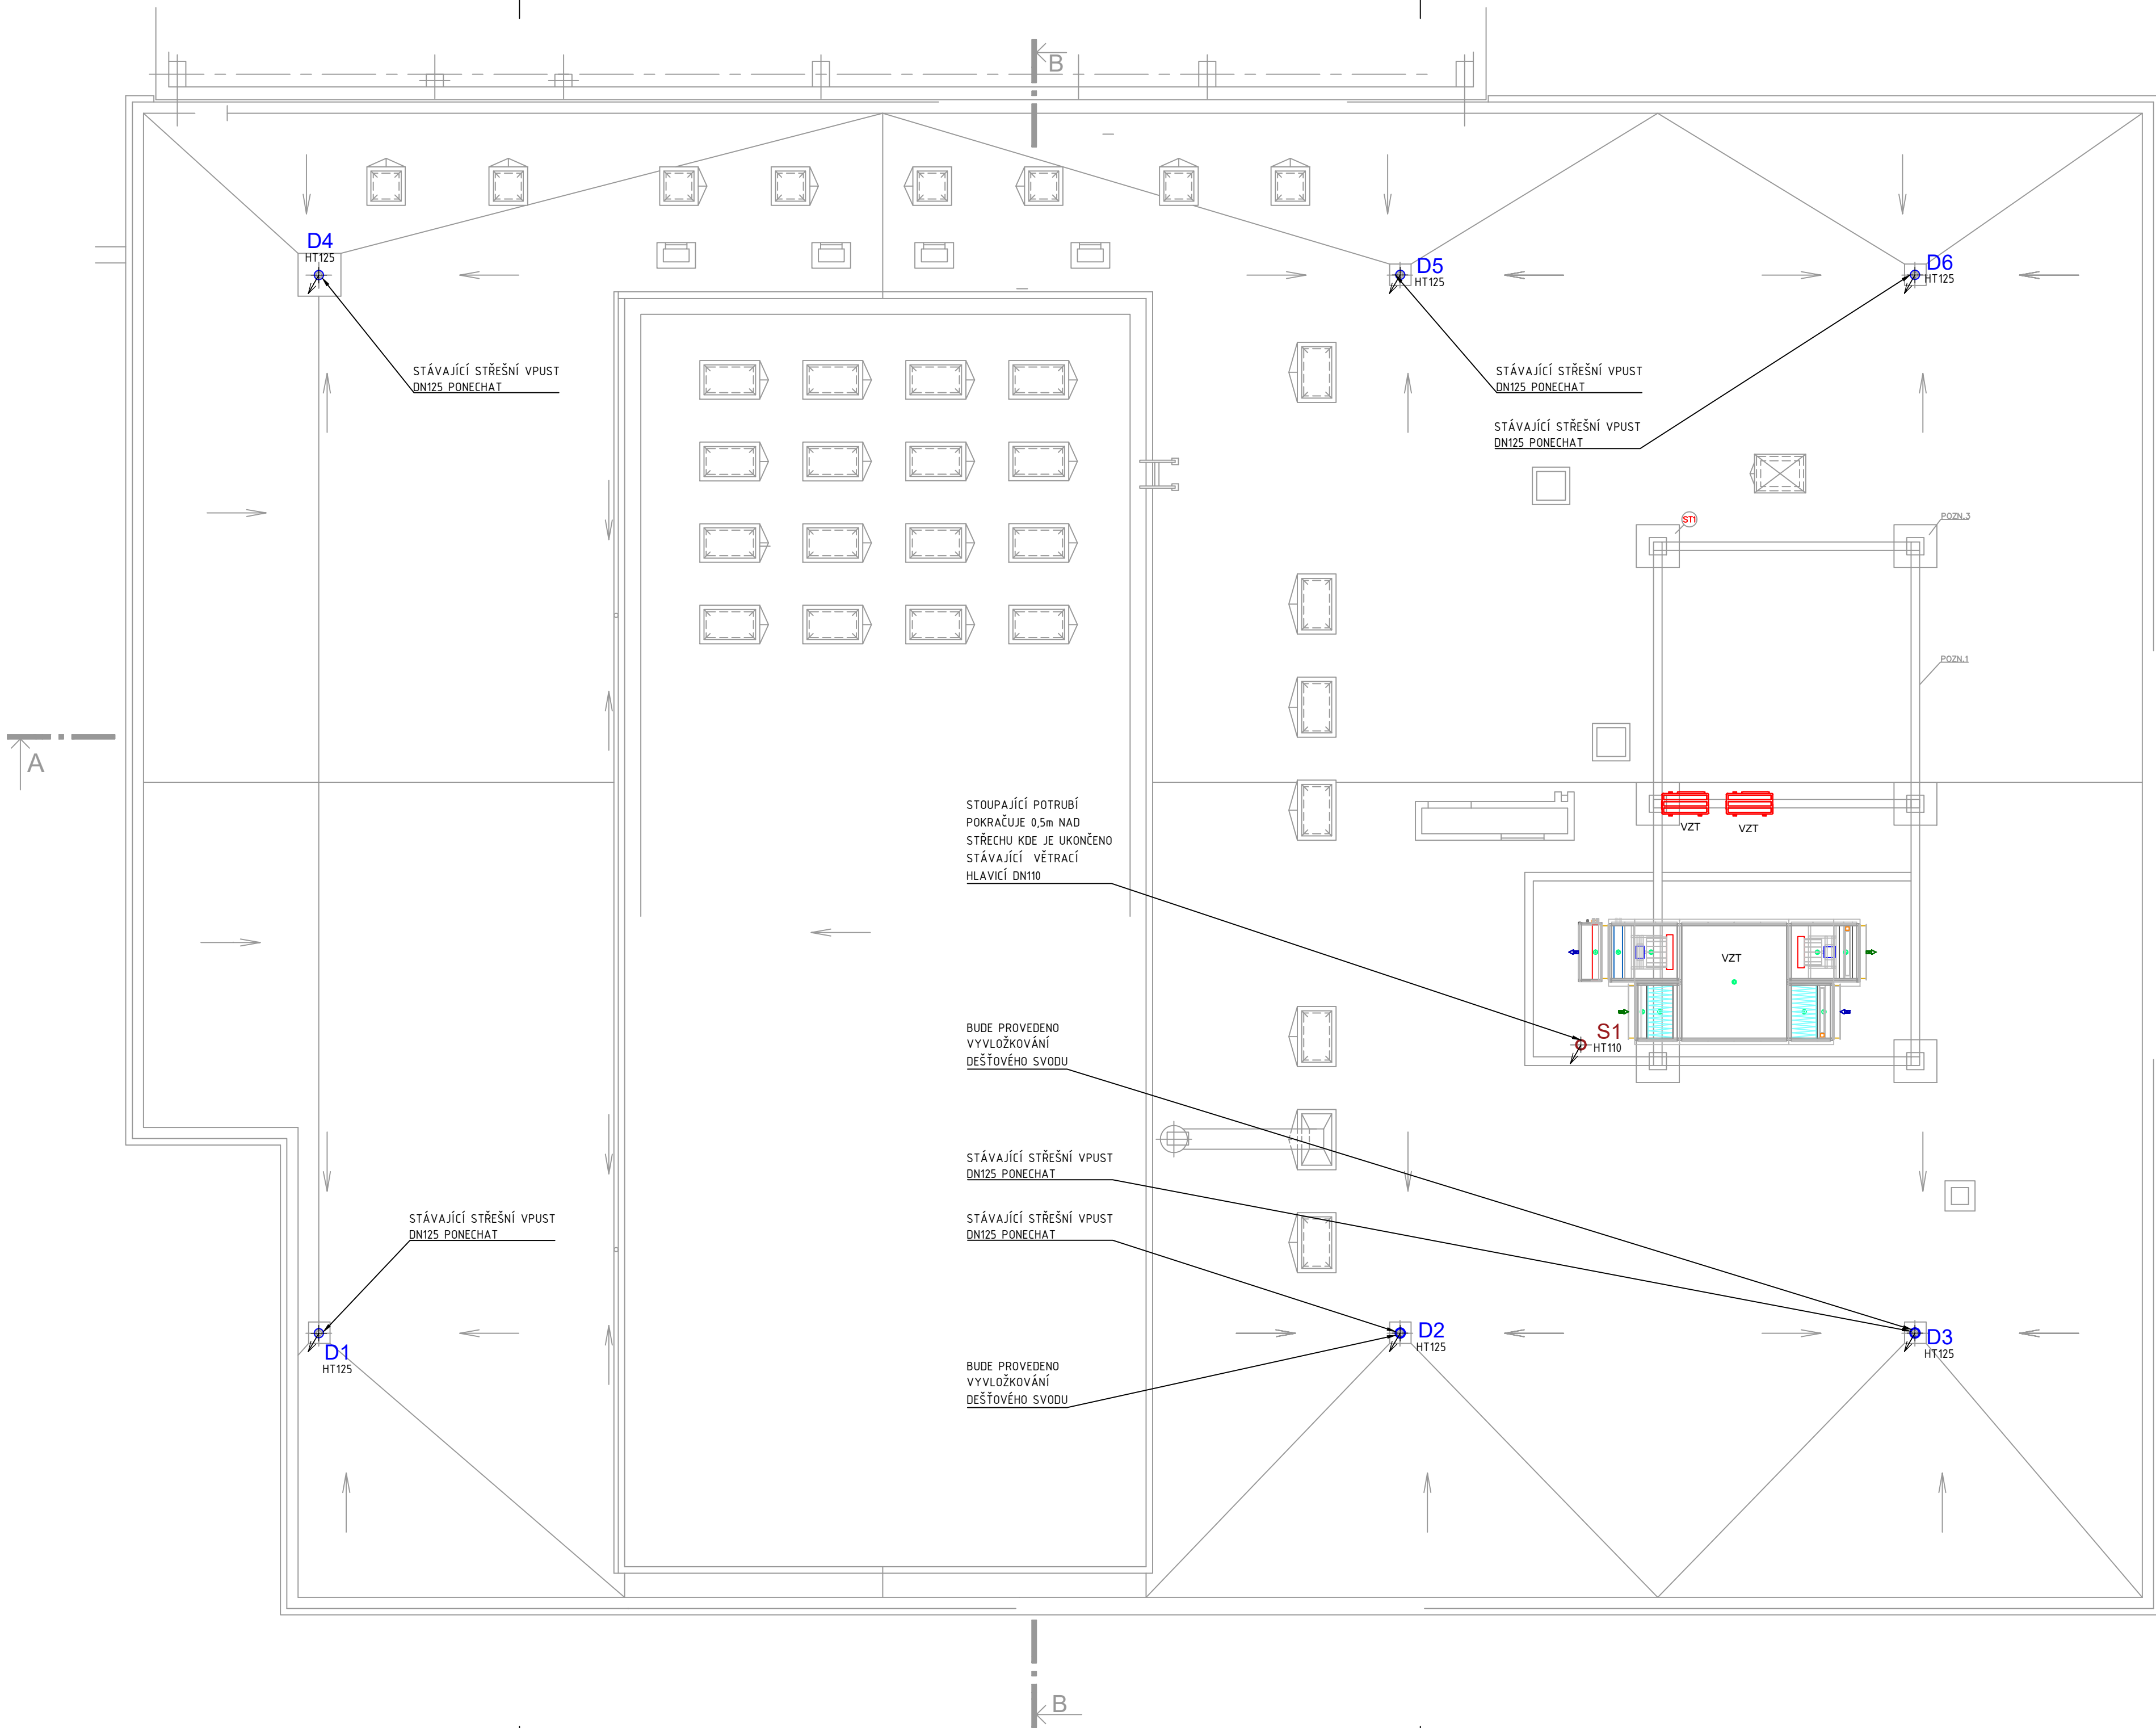 B
D4
HT125
D5
HT125
D6
HT125
STÁVAJÍCÍ STŘEŠNÍ VPUST
DN125 PONECHAT
STÁVAJÍCÍ STŘEŠNÍ VPUST
DN125 PONECHAT
STÁVAJÍCÍ STŘEŠNÍ VPUST
DN125 PONECHAT
ST1
POZN.3
POZN.1
A
STOUPAJÍCÍ POTRUBÍ
POKRAČUJE 0,5m NAD
STŘECHU KDE JE UKONČENO
STÁVAJÍCÍ VĚTRACÍ
HLAVICÍ DN110
VZT
VZT
VZT
S1
HT110
BUDE PROVEDENO
VYVLOŽKOVÁNÍ
DEŠŤOVÉHO SVODU
STÁVAJÍCÍ STŘEŠNÍ VPUST
DN125 PONECHAT
STÁVAJÍCÍ STŘEŠNÍ VPUST
DN125 PONECHAT
STÁVAJÍCÍ STŘEŠNÍ VPUST
DN125 PONECHAT
D1
HT125
D2
HT125
D3
HT125
BUDE PROVEDENO
VYVLOŽKOVÁNÍ
DEŠŤOVÉHO SVODU
B